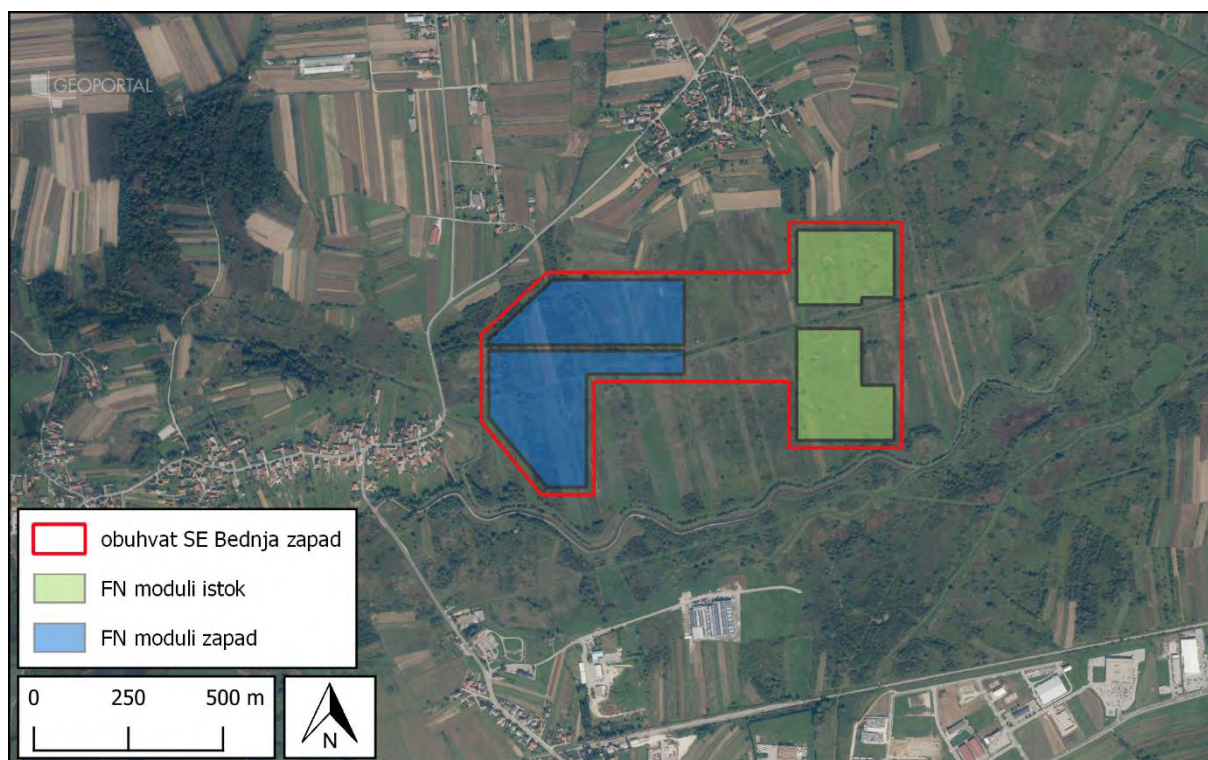 GEOPORTAL
obuhvat SE Bednja zapad
FN moduli istok
FN moduli zapad
0 250 500 m
N